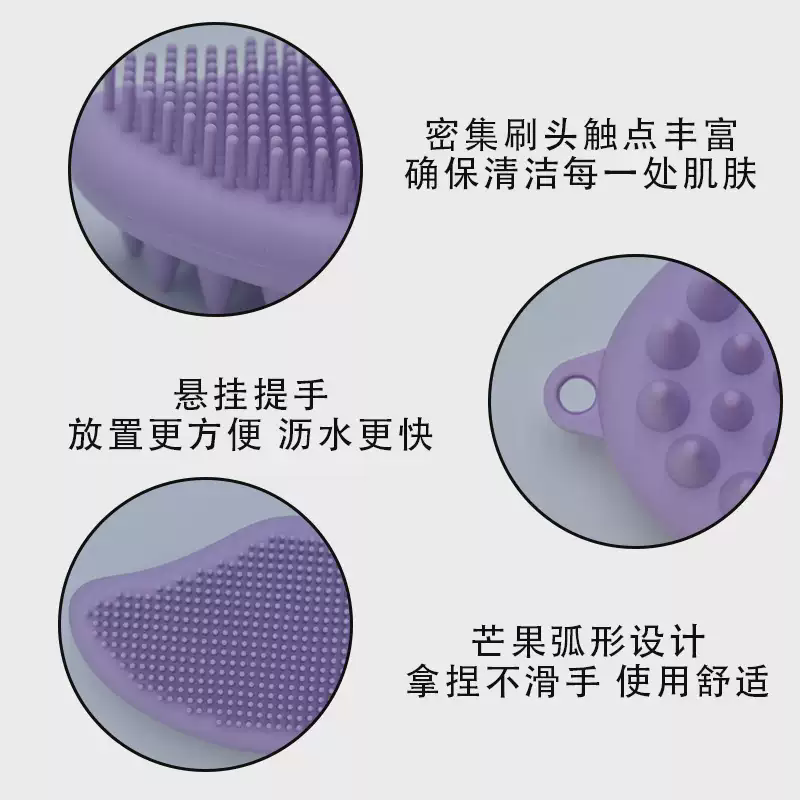 密集刷头触点丰富
确保清洁每一处肌肤
悬挂提手
放置更方便 沥水更快
芒果弧形设计
拿捏不滑手 使用舒适